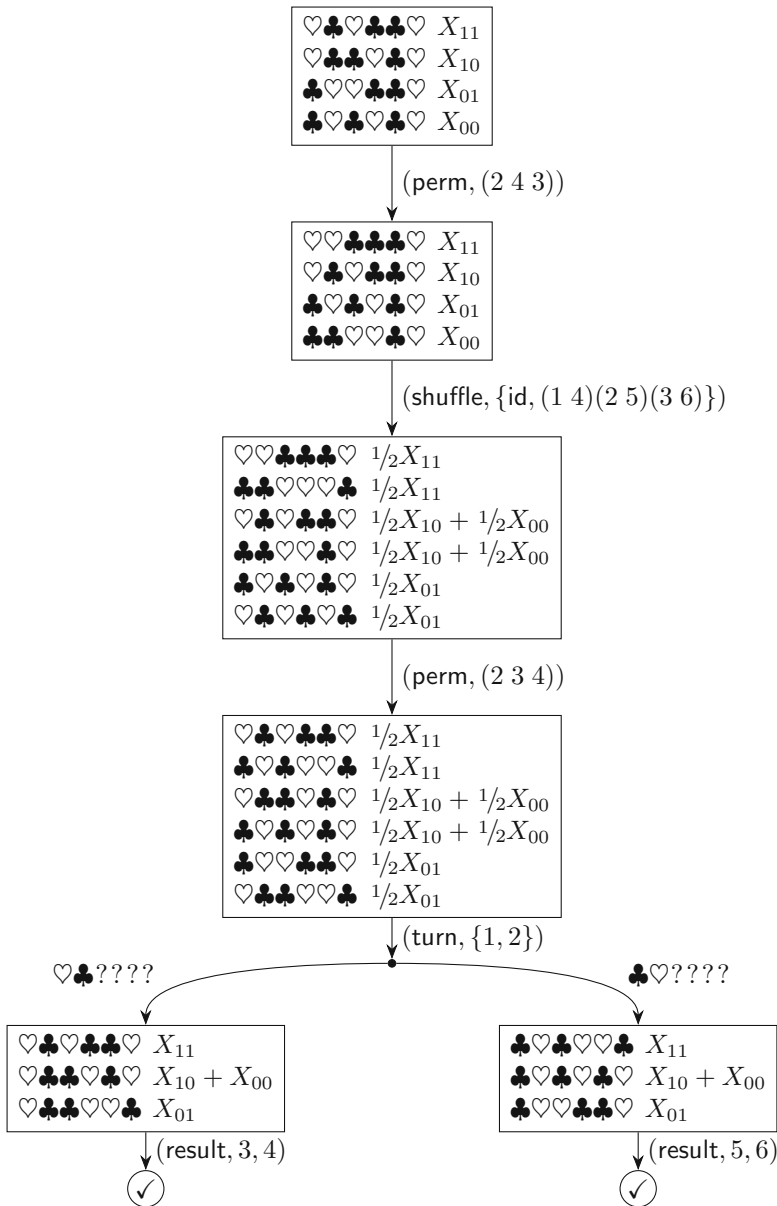 ♡♣♡♣♣♡ X₁₁
♡♣♣♡♣♡ X₁₀
♣♡♡♣♣♡ X₀₁
♣♡♣♡♣♡ X₀₀
(perm, (2 4 3))
♡♡♣♣♣♡ X₁₁
♡♣♡♣♣♡ X₁₀
♣♡♣♡♣♡ X₀₁
♣♣♡♡♣♡ X₀₀
(shuffle, {id, (1 4)(2 5)(3 6)})
♡♡♣♣♣♡ 1/2X₁₁
♣♣♡♡♡♣ 1/2X₁₁
♡♣♡♣♣♡ 1/2X₁₀ + 1/2X₀₀
♣♣♡♡♣♡ 1/2X₁₀ + 1/2X₀₀
♣♡♣♡♣♡ 1/2X₀₁
♡♣♡♣♡♣ 1/2X₀₁
(perm, (2 3 4))
♡♣♡♣♣♡ 1/2X₁₁
♣♡♣♡♡♣ 1/2X₁₁
♡♣♣♡♣♡ 1/2X₁₀ + 1/2X₀₀
♣♡♣♡♣♡ 1/2X₁₀ + 1/2X₀₀
♣♡♡♣♣♡ 1/2X₀₁
♡♣♣♡♡♣ 1/2X₀₁
(turn, {1, 2})
♡♣????
♣♡????
♡♣♡♣♣♡ X₁₁
♡♣♣♡♣♡ X₁₀ + X₀₀
♡♣♣♡♡♣ X₀₁
(result, 3, 4)
✓
♣♡♣♡♡♣ X₁₁
♣♡♣♡♣♡ X₁₀ + X₀₀
♣♡♡♣♣♡ X₀₁
(result, 5, 6)
✓